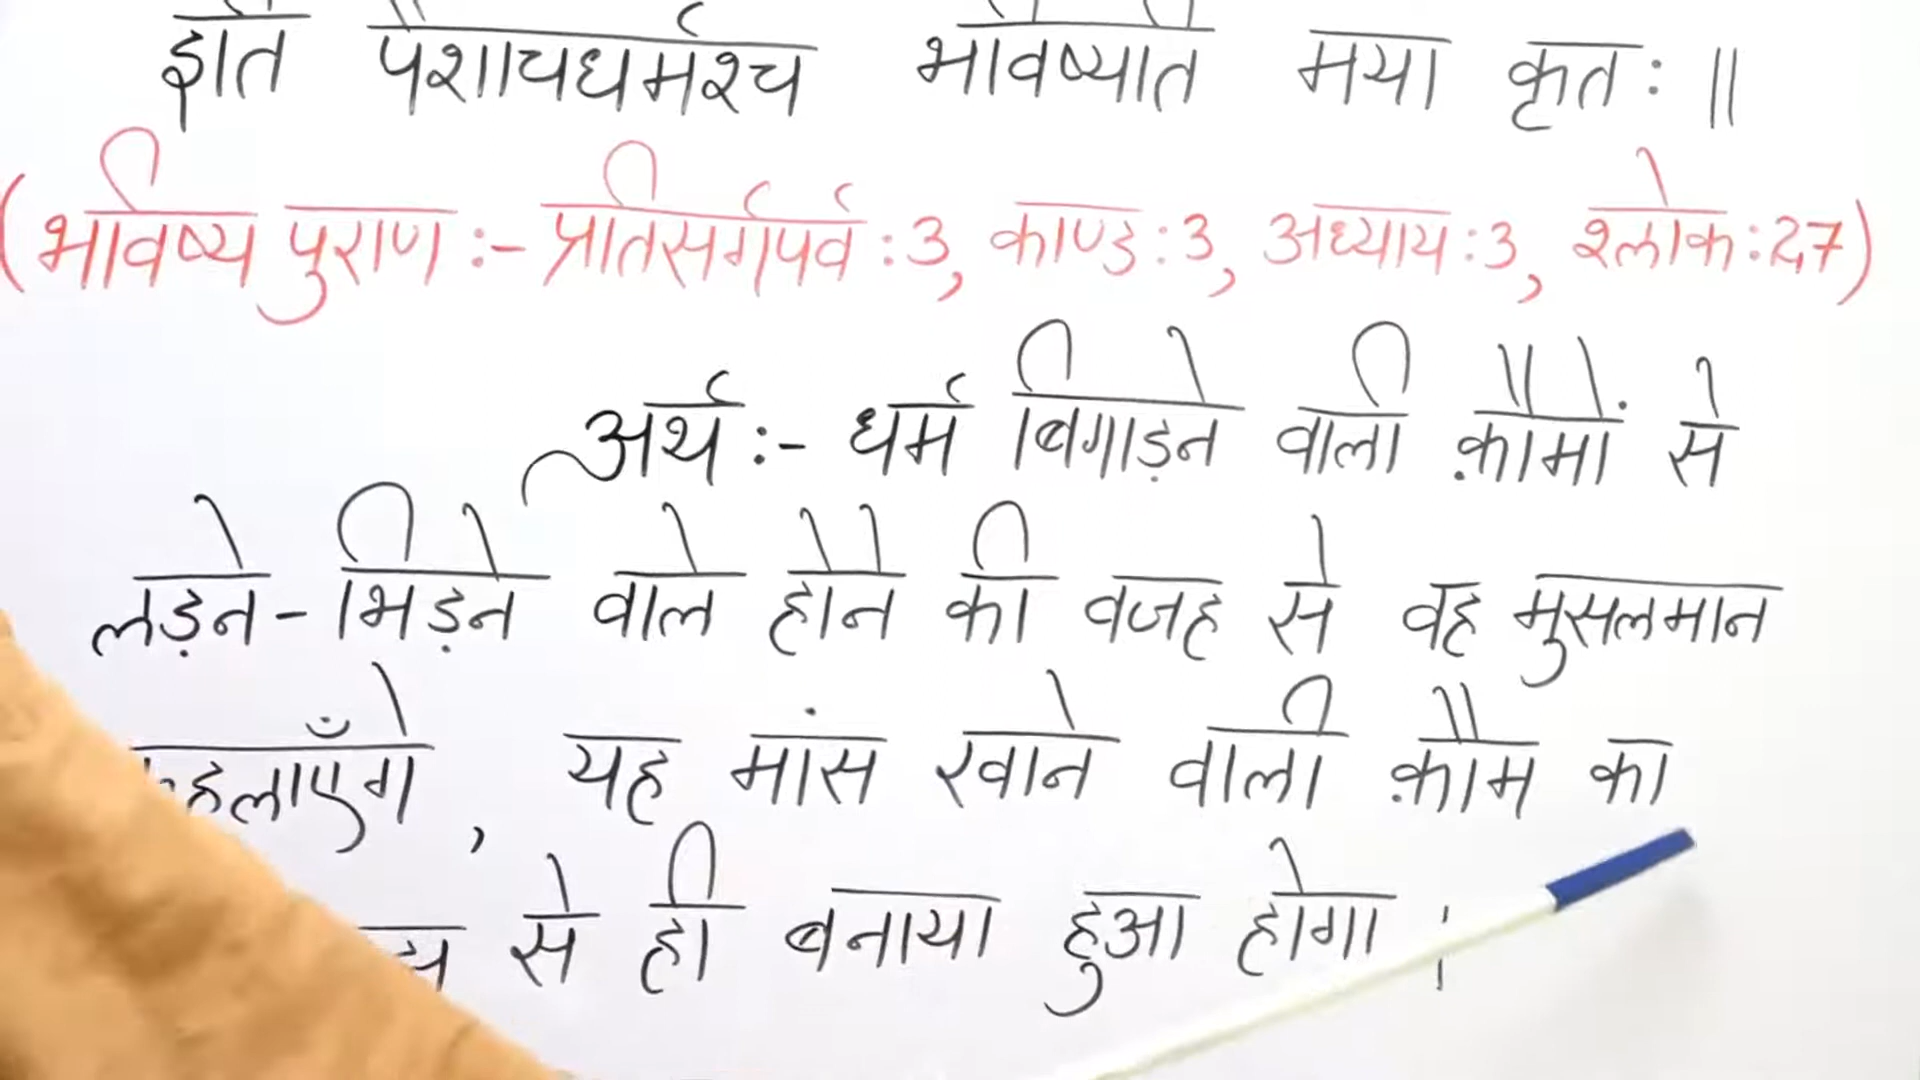 इति पैशाचधर्मश्च भविष्यति मया कृतः ॥
(भविष्य पुराण :- प्रतिसर्गपर्व : 3, काण्ड : 3, अध्याय : 3, श्लोक : 27)
अर्थ :- धर्म बिगाड़ने वाली क़ौमों से
लड़ने - भिड़ने वाले होने की वजह से वह मुसलमान
कहलाएँगे, यह मांस खाने वाली क़ौम का
से ही बनाया हुआ होगा ।